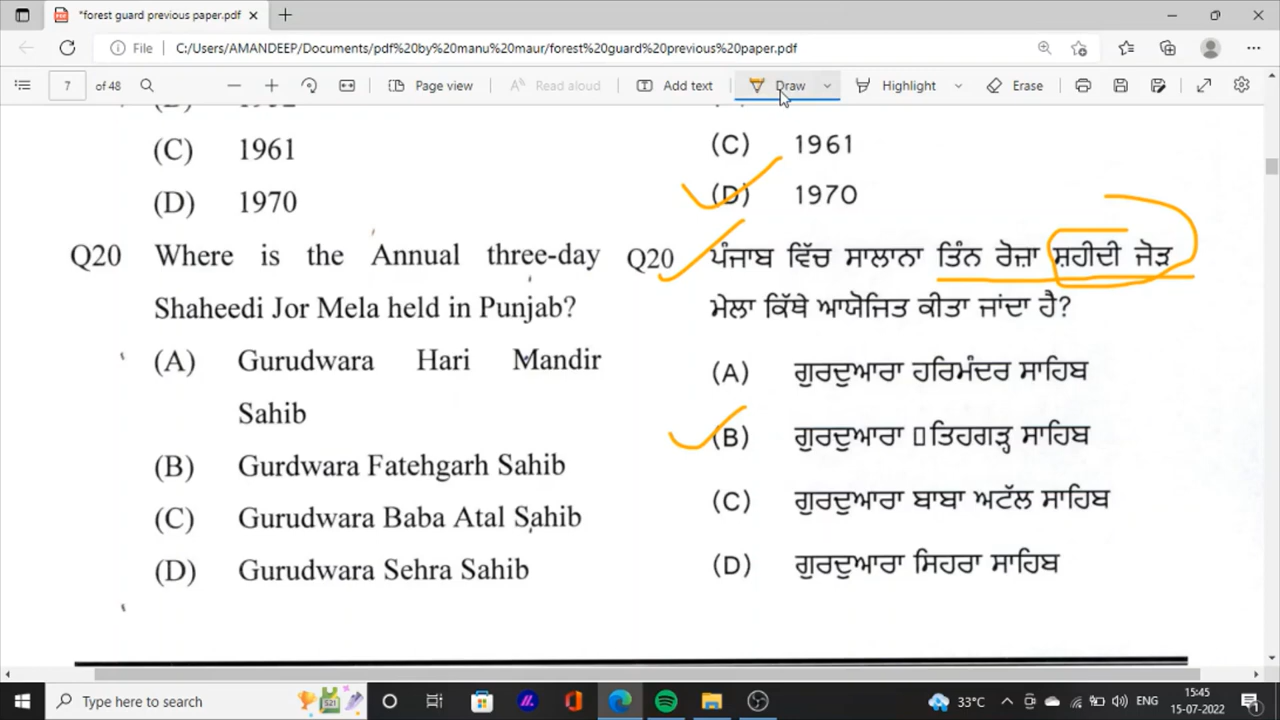 *forest guard previous paper.pdf
File C:/Users/AMANDEEP/Documents/pdf%20by%20manu%20maur/forest%20guard%20previous%20paper.pdf
7 of 48 Page view Read aloud Add text Draw Highlight Erase
(C) 1961
(D) 1970
Q20 Where is the Annual three-day
Shaheedi Jor Mela held in Punjab?
(A) Gurudwara Hari Mandir
Sahib
(B) Gurdwara Fatehgarh Sahib
(C) Gurudwara Baba Atal Sahib
(D) Gurudwara Sehra Sahib
(C) 1961
(D) 1970
Q20 ਪੰਜਾਬ ਵਿੱਚ ਸਾਲਾਨਾ ਤਿੰਨ ਰੋਜ਼ਾ ਸ਼ਹੀਦੀ ਜੋੜ
ਮੇਲਾ ਕਿੱਥੇ ਆਯੋਜਿਤ ਕੀਤਾ ਜਾਂਦਾ ਹੈ?
(A) ਗੁਰਦੁਆਰਾ ਹਰਿਮੰਦਰ ਸਾਹਿਬ
(B) ਗੁਰਦੁਆਰਾ ▯ਤਿਹਗੜ੍ਹ ਸਾਹਿਬ
(C) ਗੁਰਦੁਆਰਾ ਬਾਬਾ ਅਟੱਲ ਸਾਹਿਬ
(D) ਗੁਰਦੁਆਰਾ ਸਿਹਰਾ ਸਾਹਿਬ
Type here to search
33°C ENG
15:45
15-07-2022